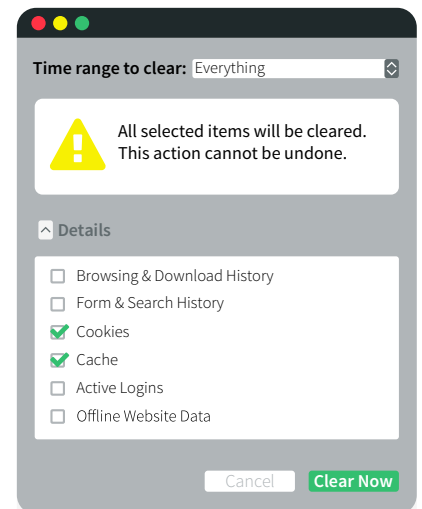 Time range to clear: Everything
All selected items will be cleared.
This action cannot be undone.
Details
Browsing & Download History
Form & Search History
Cookies
Cache
Active Logins
Offline Website Data
Cancel Clear Now